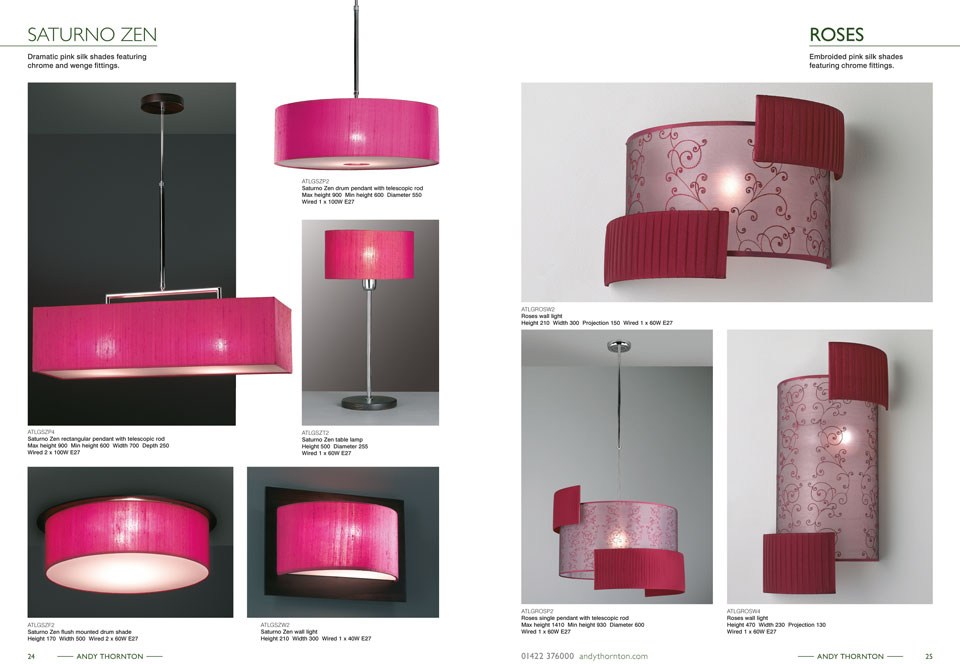 SATURNO ZEN
Dramatic pink silk shades featuring
chrome and wenge fittings.
ATLGSZP2
Saturno Zen drum pendant with telescopic rod
Max height 900 Min height 600 Diameter 550
Wired 1 x 100W E27
ATLGSZP4
Saturno Zen rectangular pendant with telescopic rod
Max height 900 Min height 600 Width 700 Depth 250
Wired 2 x 100W E27
ATLGSZT2
Saturno Zen table lamp
Height 500 Diameter 255
Wired 1 x 60W E27
ATLGSZF2
Saturno Zen flush mounted drum shade
Height 170 Width 500 Wired 2 x 60W E27
ATLGSZW2
Saturno Zen wall light
Height 210 Width 300 Wired 1 x 40W E27
24 ANDY THORNTON
ROSES
Embroided pink silk shades
featuring chrome fittings.
ATLGROSW2
Roses wall light
Height 210 Width 300 Projection 150 Wired 1 x 60W E27
ATLGROSP2
Roses single pendant with telescopic rod
Max height 1410 Min height 930 Diameter 600
Wired 1 x 60W E27
ATLGROSW4
Roses wall light
Height 470 Width 230 Projection 130
Wired 1 x 60W E27
01422 376000 andythornton.com
ANDY THORNTON 25